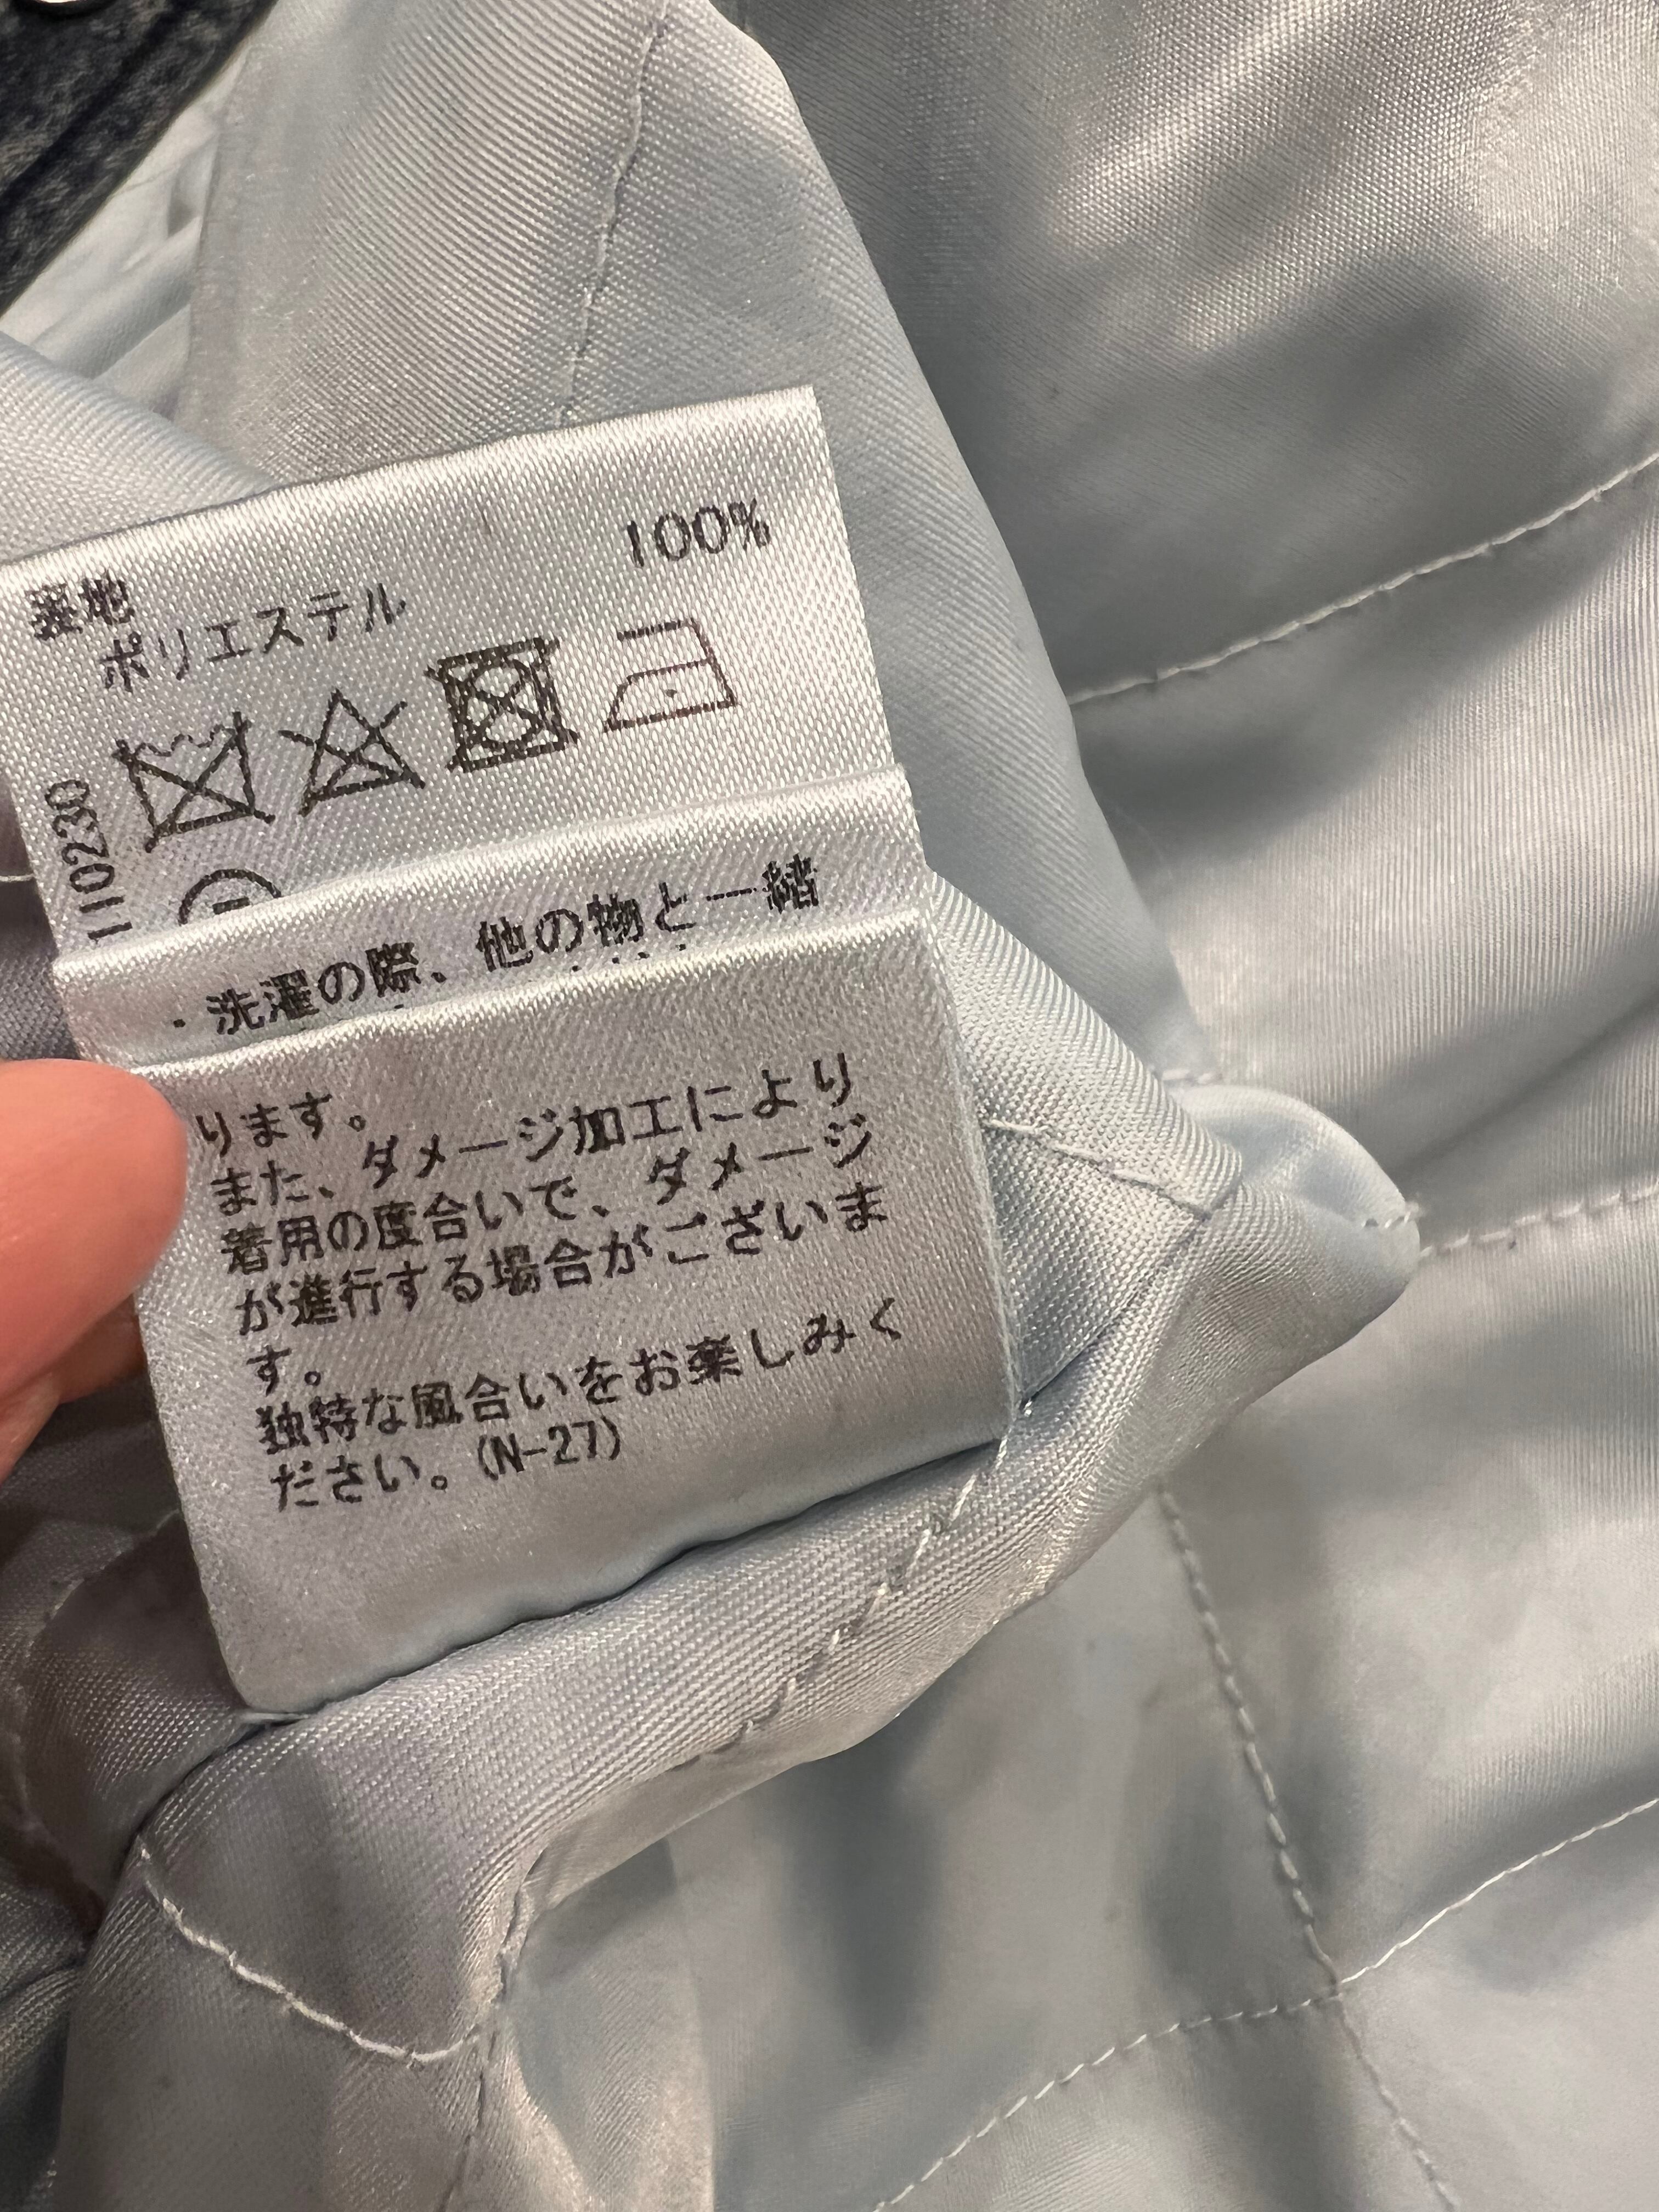 裏地
ポリエステル 100%
110230
・洗濯の際、他の物と一緒
ります。
また、ダメージ加工により
着用の度合いで、ダメージ
が進行する場合がございま
す。
独特な風合いをお楽しみく
ださい。(N-27)